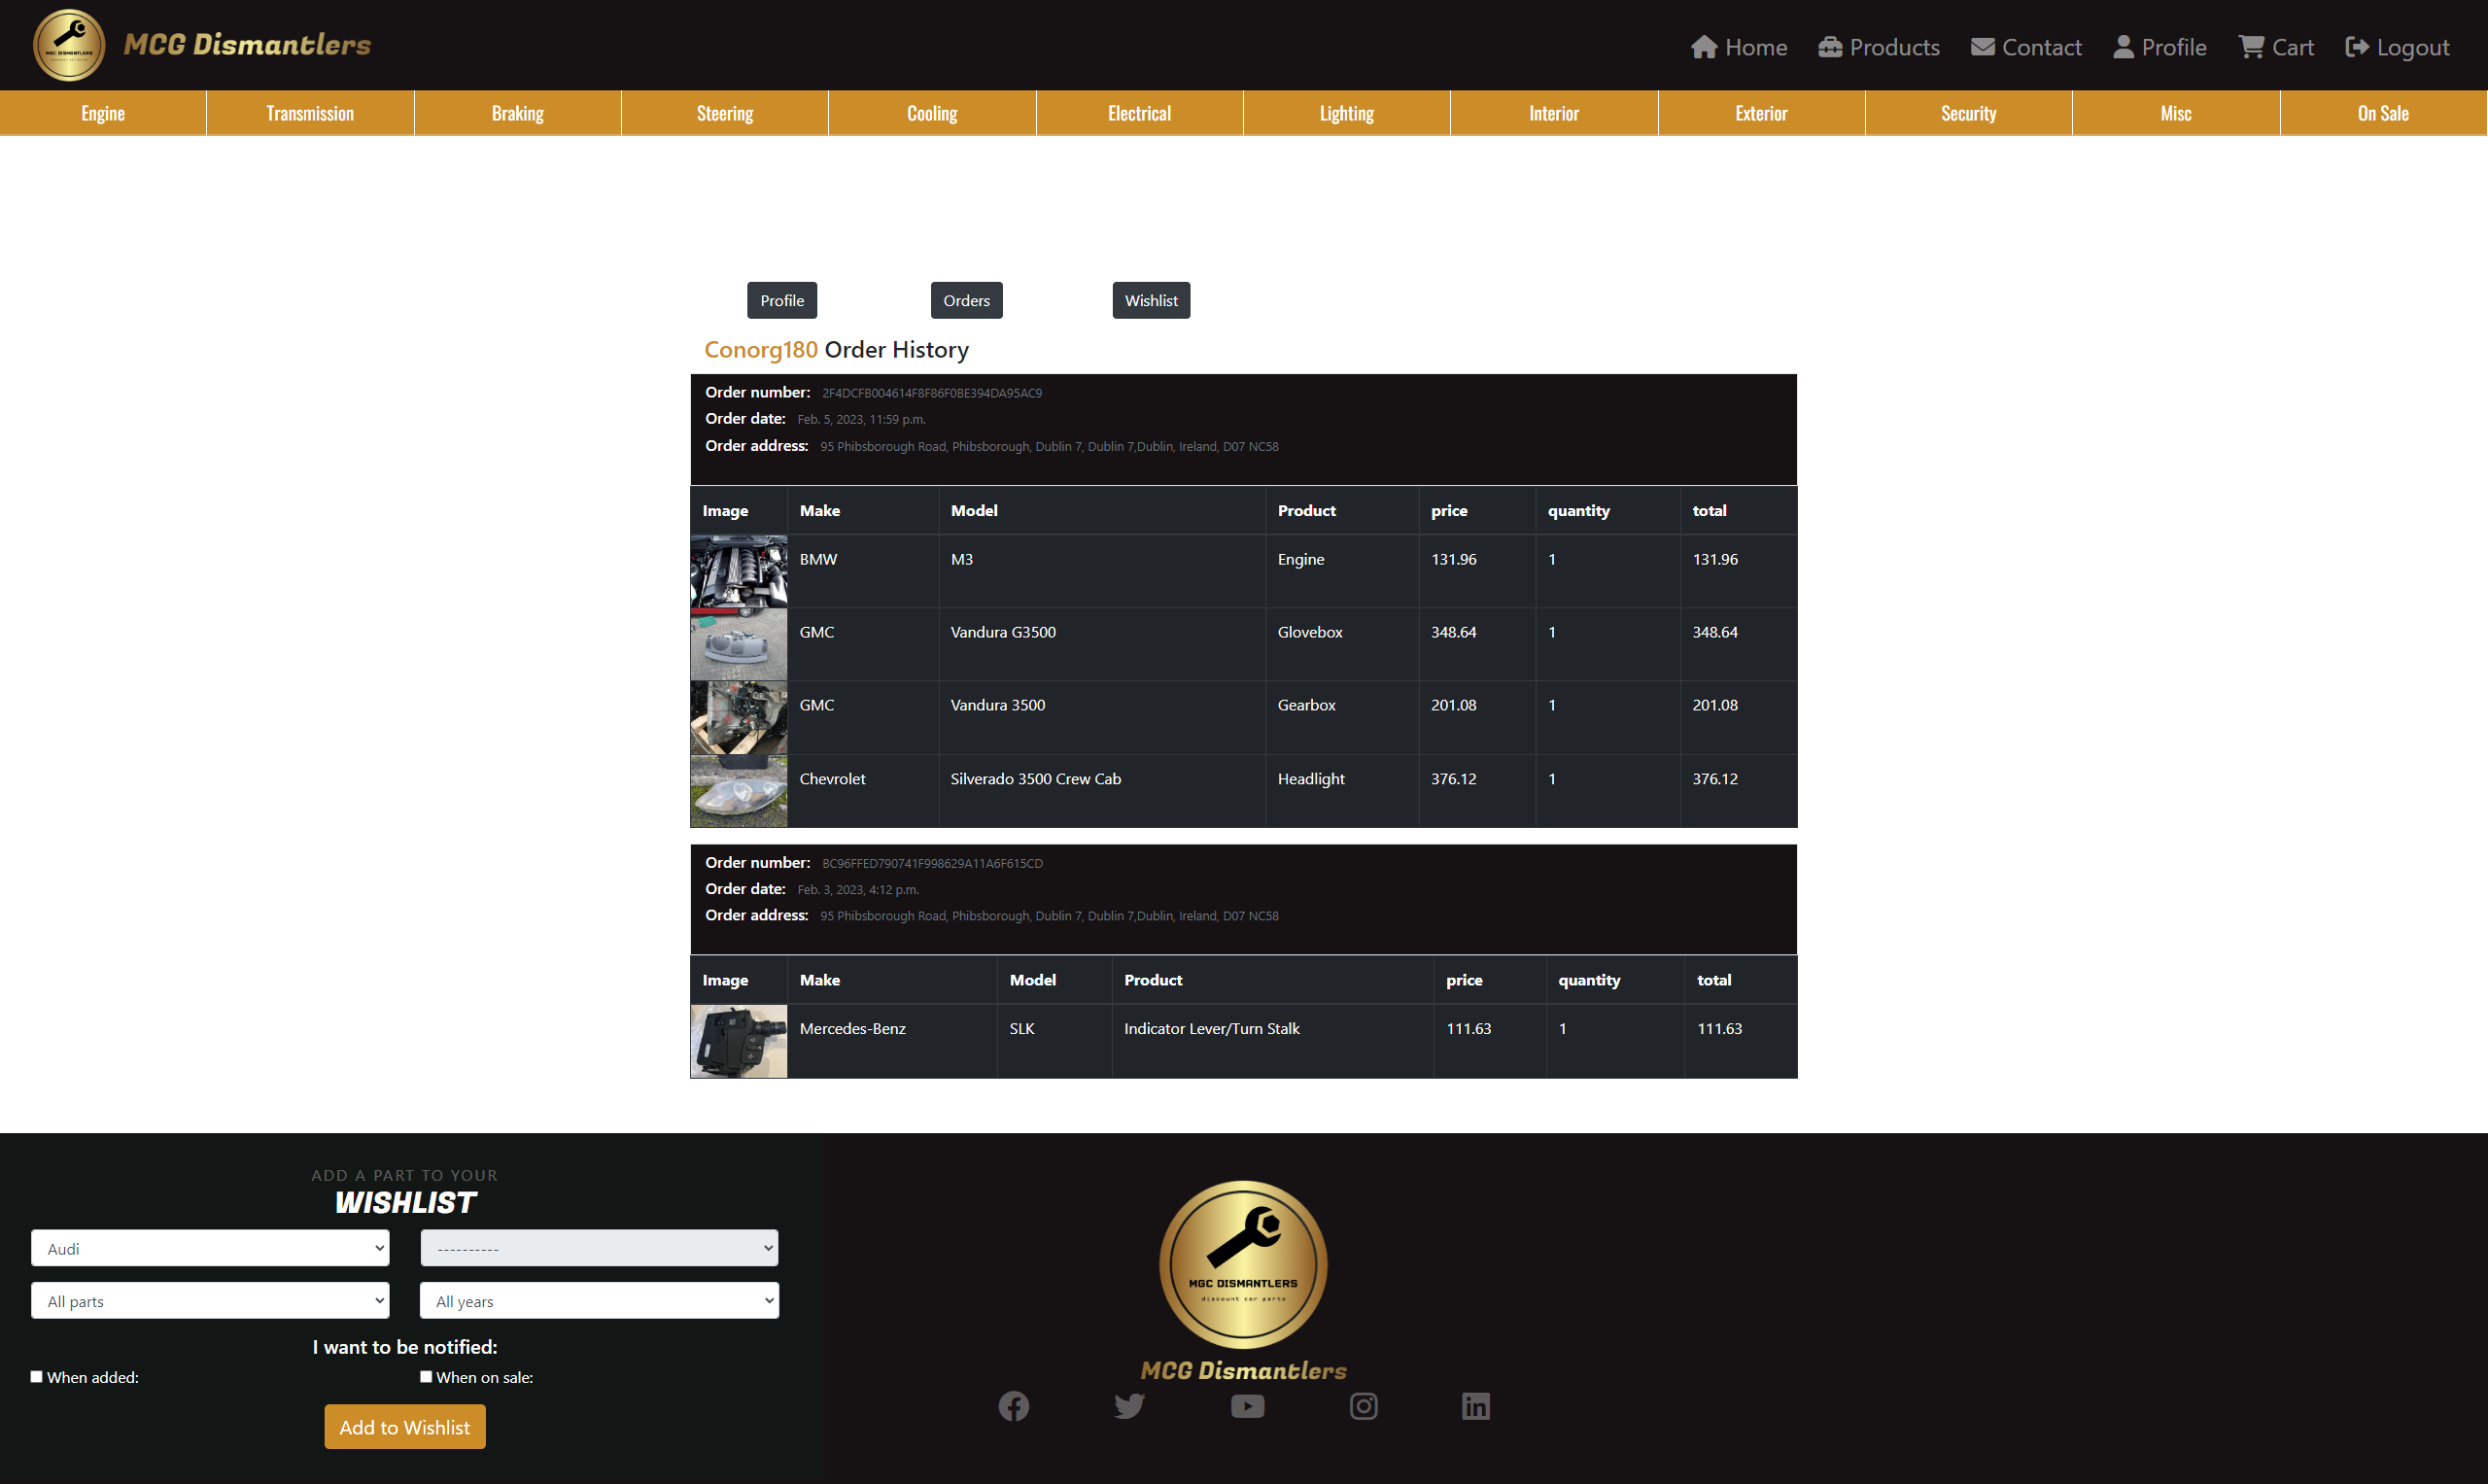 MGC DISMANTLERS
MCG Dismantlers
Home Products Contact Profile Cart Logout
Engine Transmission Braking Steering Cooling Electrical Lighting Interior Exterior Security Misc On Sale
Profile Orders Wishlist
Conorg180 Order History
Order number: 2F4DCFB004614F8F86F0BE394DA95AC9
Order date: Feb. 5, 2023, 11:59 p.m.
Order address: 95 Phibsborough Road, Phibsborough, Dublin 7, Dublin 7,Dublin, Ireland, D07 NC58
Image Make Model Product price quantity total
BMW M3 Engine 131.96 1 131.96
GMC Vandura G3500 Glovebox 348.64 1 348.64
GMC Vandura 3500 Gearbox 201.08 1 201.08
Chevrolet Silverado 3500 Crew Cab Headlight 376.12 1 376.12
Order number: BC96FFED790741F998629A11A6F615CD
Order date: Feb. 3, 2023, 4:12 p.m.
Order address: 95 Phibsborough Road, Phibsborough, Dublin 7, Dublin 7,Dublin, Ireland, D07 NC58
Image Make Model Product price quantity total
Mercedes-Benz SLK Indicator Lever/Turn Stalk 111.63 1 111.63
ADD A PART TO YOUR
WISHLIST
Audi ----------
All parts All years
I want to be notified:
When added: When on sale:
Add to Wishlist
MGC DISMANTLERS
discount car parts
MCG Dismantlers